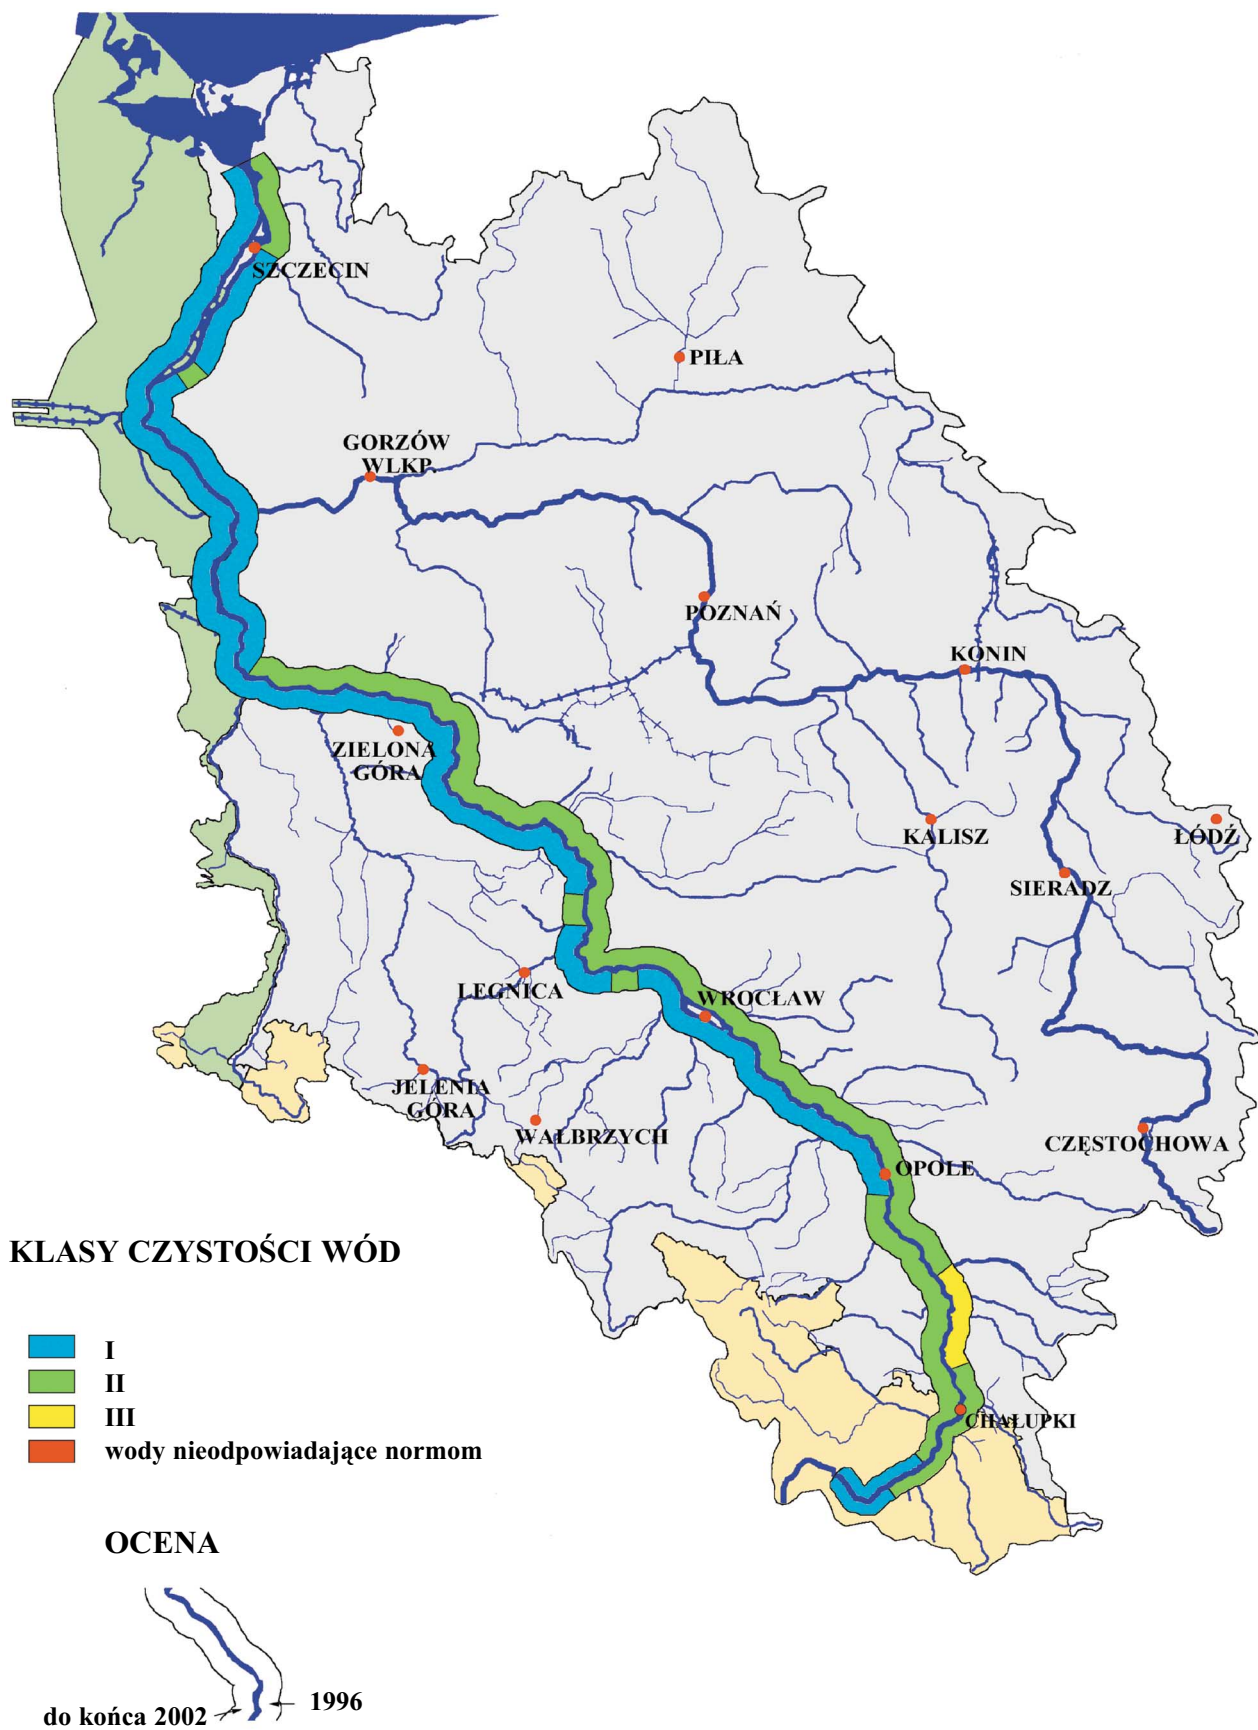 SZCZECIN
PIŁA
GORZÓW
WLKP.
POZNAŃ
KONIN
ZIELONA
GÓRA
KALISZ
ŁÓDŹ
SIERADZ
LEGNICA
WROCŁAW
JELENIA
GÓRA
WAŁBRZYCH
CZĘSTOCHOWA
OPOLE
CHAŁUPKI
KLASY CZYSTOŚCI WÓD
I
II
III
wody nieodpowiadające normom
OCENA
1996
do końca 2002